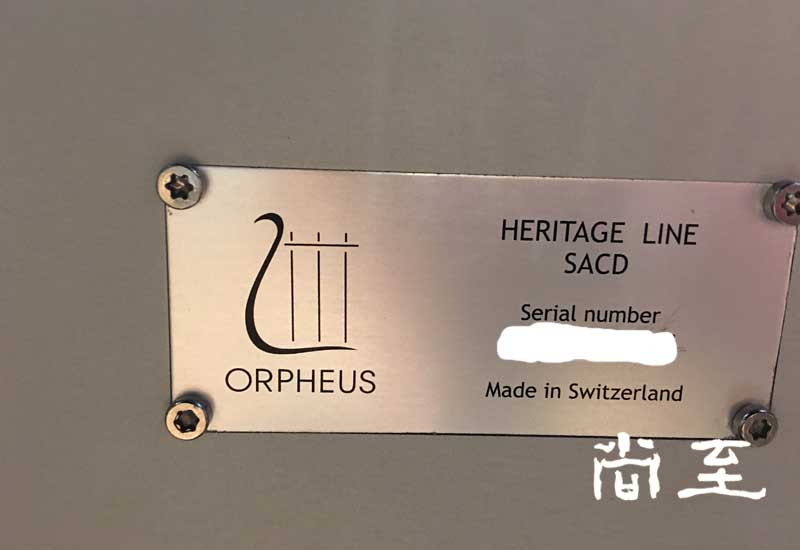 ORPHEUS
HERITAGE LINE
SACD
Serial number
Made in Switzerland
尚至